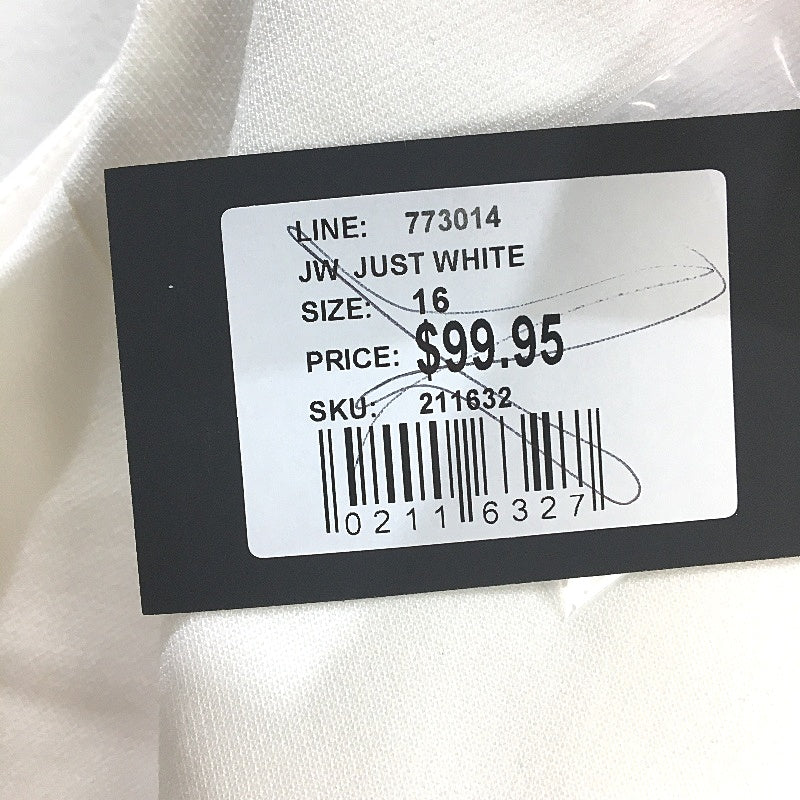 LINE: 773014
JW JUST WHITE
SIZE: 16
PRICE: $99.95
SKU: 211632
0211 6327